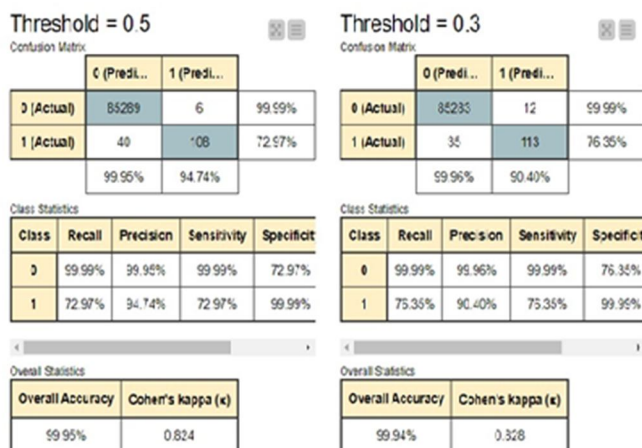 Threshold = 0.5
Confusion Matrix
0 (Predi... 1 (Predi...
0 (Actual) 85289 6 99.99%
1 (Actual) 40 108 72.97%
99.95% 94.74%
Class Statistics
Class Recall Precision Sensitivity Specificit
0 99.99% 99.95% 99.99% 72.97%
1 72.97% 94.74% 72.97% 99.99%
Overall Statistics
Overall Accuracy Cohen's kappa (κ)
99.95% 0.824
Threshold = 0.3
Confusion Matrix
0 (Predi... 1 (Predi...
0 (Actual) 85283 12 99.99%
1 (Actual) 35 113 76.35%
99.96% 90.40%
Class Statistics
Class Recall Precision Sensitivity Specificit
0 99.99% 99.96% 99.99% 76.35%
1 76.35% 90.40% 76.35% 99.99%
Overall Statistics
Overall Accuracy Cohen's kappa (κ)
99.94% 0.828